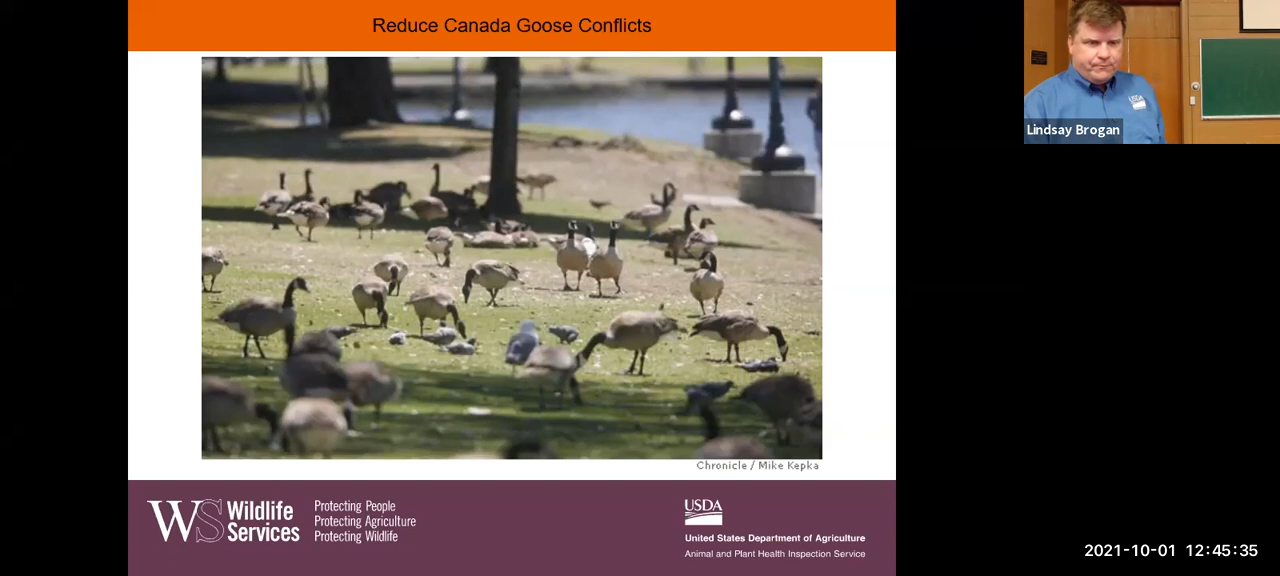 Reduce Canada Goose Conflicts
USDA
Lindsay Brogan
Chronicle / Mike Kepka
WS Wildlife Services
Protecting People
Protecting Agriculture
Protecting Wildlife
USDA
United States Department of Agriculture
Animal and Plant Health Inspection Service
2021-10-01 12:45:35